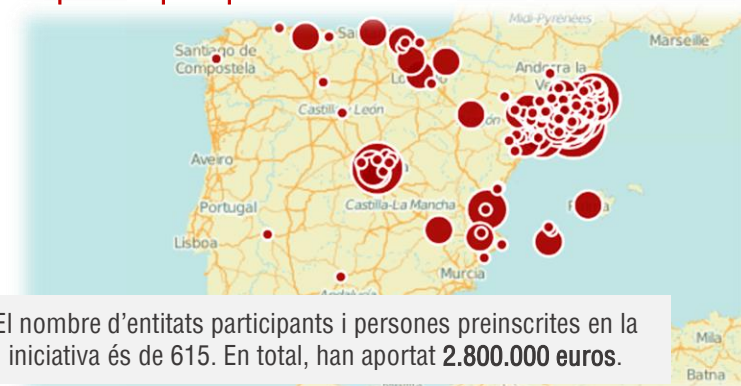 Midi-Pyrénées
Marseille
Santiago de
Compostela
Andorra la
Castilla León
Aveiro
Portugal
Castilla-La Mancha
Lisboa
Murcia
Mila
Batna
El nombre d’entitats participants i persones preinscrites en la
iniciativa és de 615. En total, han aportat 2.800.000 euros.